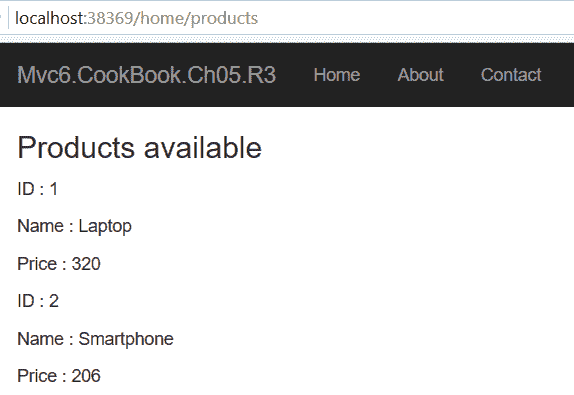 localhost:38369/home/products
Mvc6.CookBook.Ch05.R3 Home About Contact
Products available
ID : 1
Name : Laptop
Price : 320
ID : 2
Name : Smartphone
Price : 206